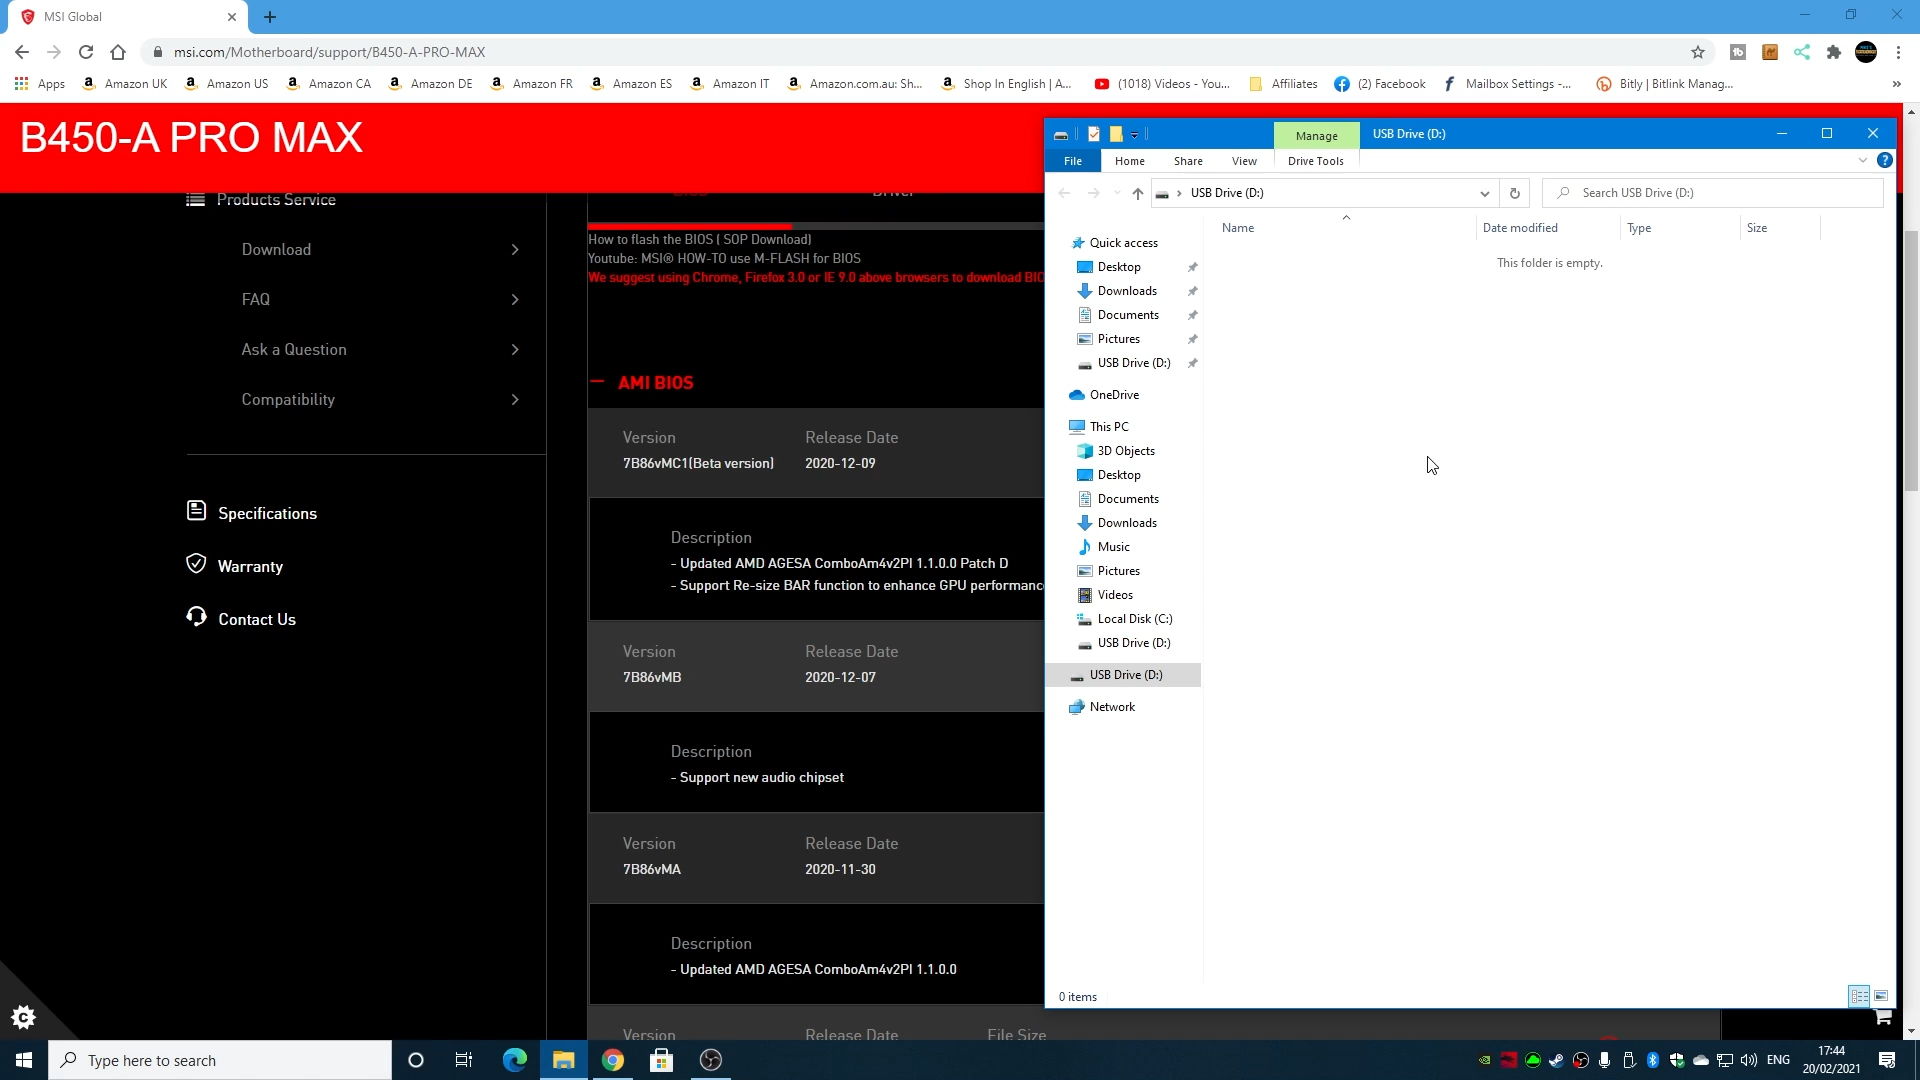 MSI Global
msi.com/Motherboard/support/B450-A-PRO-MAX
Apps
Amazon UK
Amazon US
Amazon CA
Amazon DE
Amazon FR
Amazon ES
Amazon IT
Amazon.com.au: Sh...
Shop In English | A...
(1018) Videos - You...
Affiliates
(2) Facebook
Mailbox Settings -...
Bitly | Bitlink Manag...
»
B450-A PRO MAX
Products Service
Download
FAQ
Ask a Question
Compatibility
Specifications
Warranty
Contact Us
BIOS
Driver
How to flash the BIOS ( SOP Download)
Youtube: MSI® HOW-TO use M-FLASH for BIOS
We suggest using Chrome, Firefox 3.0 or IE 9.0 above browsers to download BIO
AMI BIOS
Version
Release Date
7B86vMC1(Beta version)
2020-12-09
Description
- Updated AMD AGESA ComboAm4v2PI 1.1.0.0 Patch D
- Support Re-size BAR function to enhance GPU performance
Version
Release Date
7B86vMB
2020-12-07
Description
- Support new audio chipset
Version
Release Date
7B86vMA
2020-11-30
Description
- Updated AMD AGESA ComboAm4v2PI 1.1.0.0
Version
Release Date
File Size
Manage
USB Drive (D:)
File
Home
Share
View
Drive Tools
USB Drive (D:)
Search USB Drive (D:)
Name
Date modified
Type
Size
This folder is empty.
Quick access
Desktop
Downloads
Documents
Pictures
USB Drive (D:)
OneDrive
This PC
3D Objects
Desktop
Documents
Downloads
Music
Pictures
Videos
Local Disk (C:)
USB Drive (D:)
USB Drive (D:)
Network
0 items
Type here to search
ENG
17:44
20/02/2021